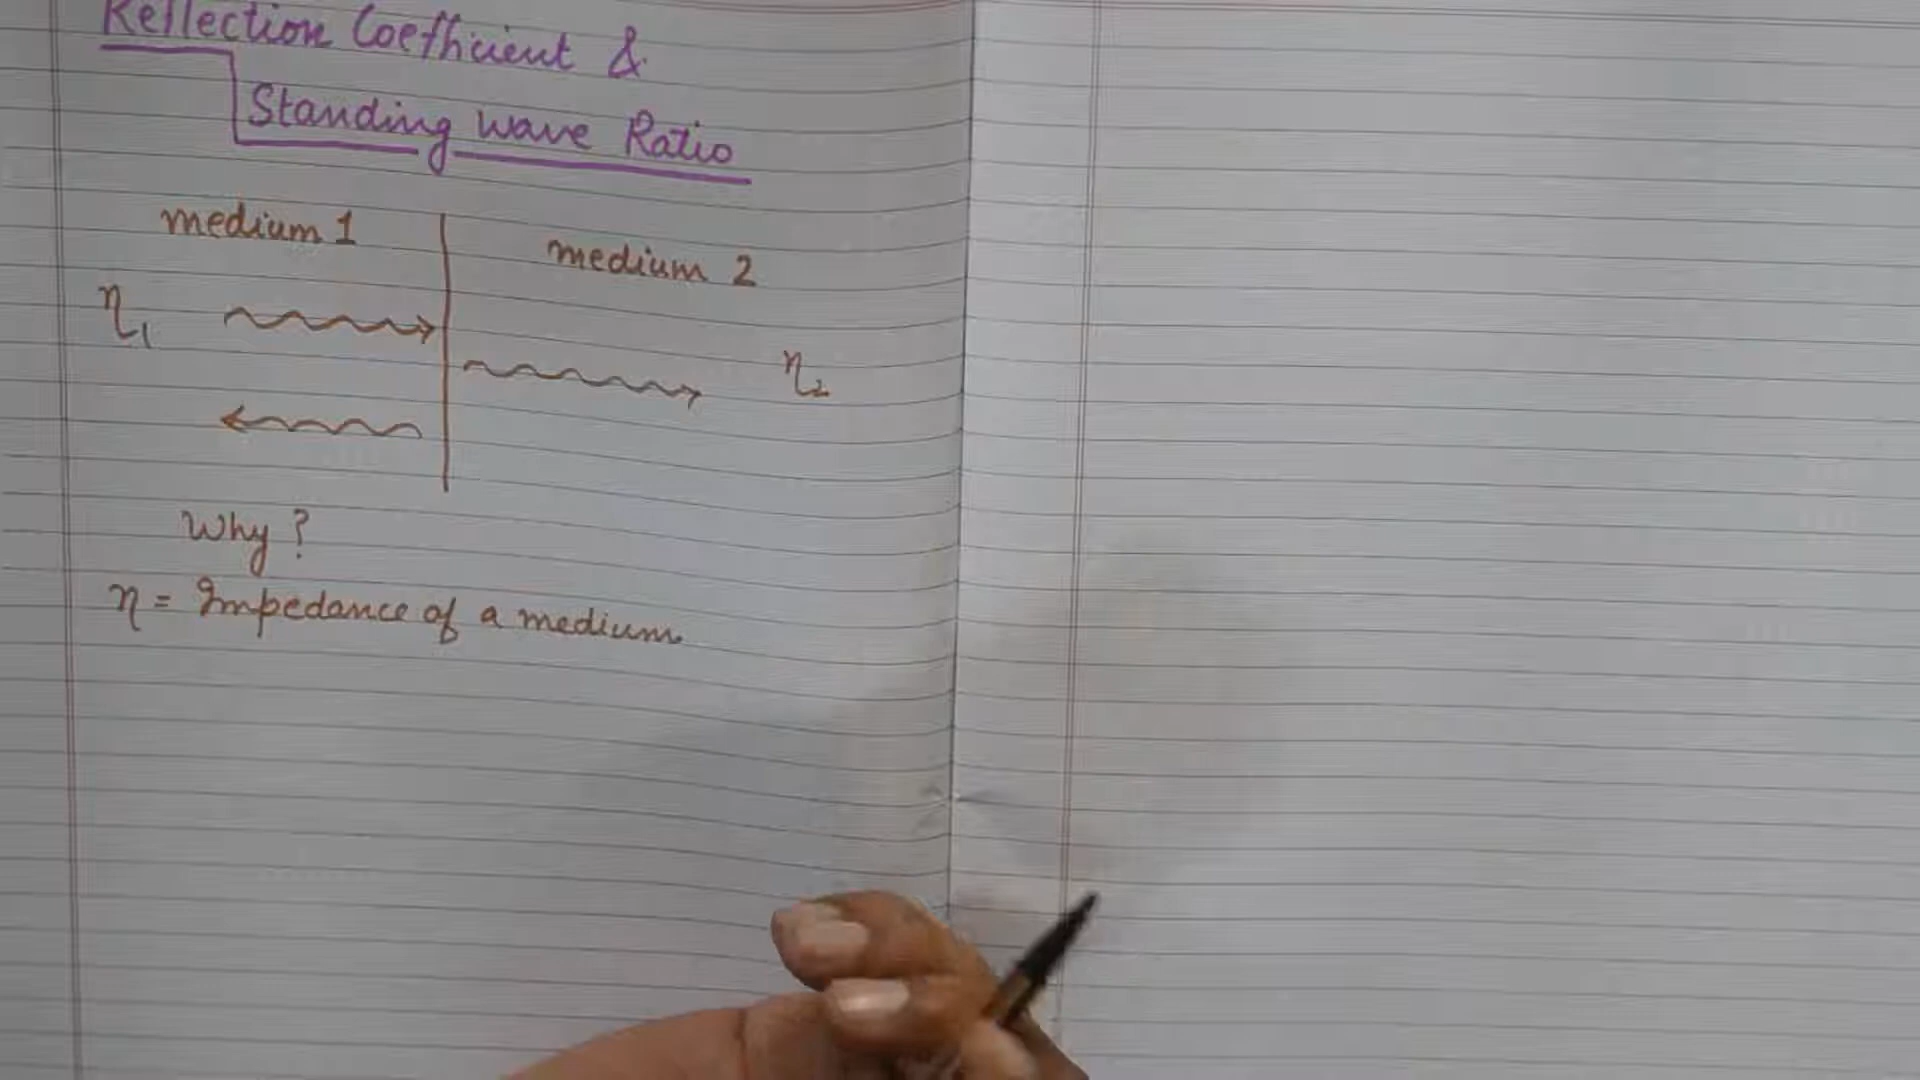 Reflection Coefficient &
Standing Wave Ratio
medium 1
medium 2
η1
η2
Why?
η = Impedance of a medium